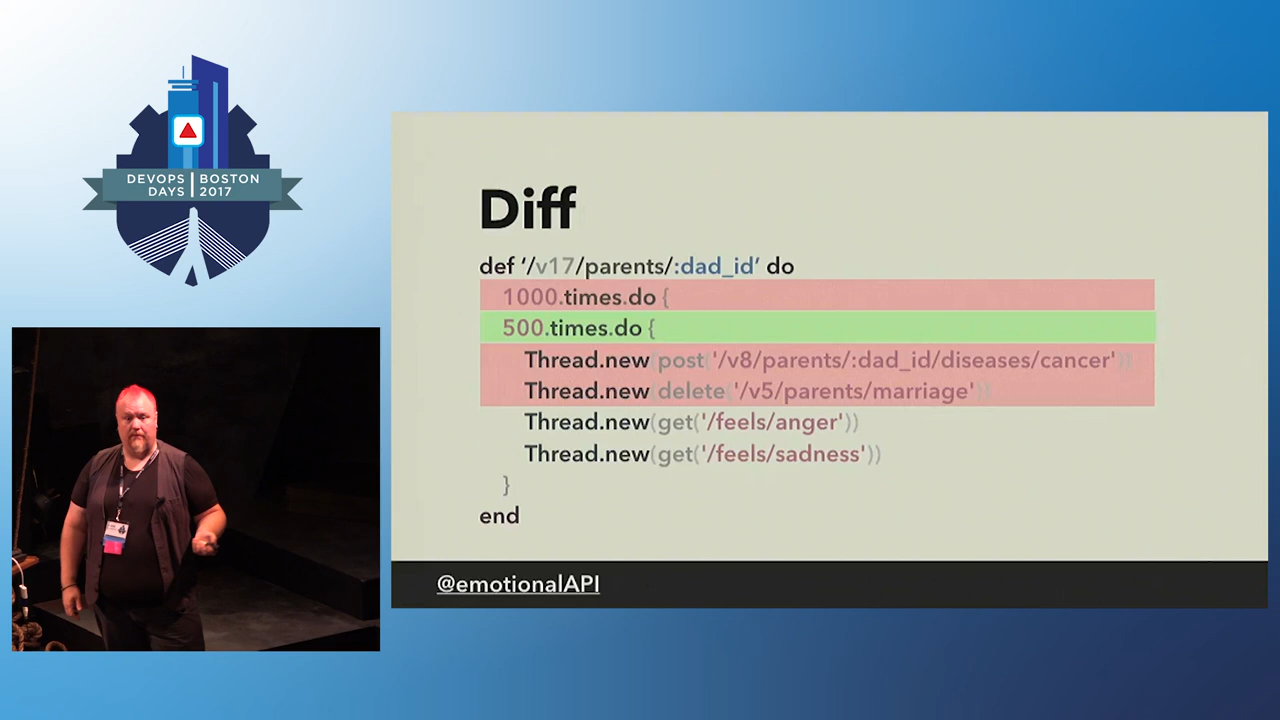 DEVOPS BOSTON
DAYS 2017
Diff
def ‘/v17/parents/:dad_id’ do
1000.times.do {
500.times.do {
Thread.new(post('/v8/parents/:dad_id/diseases/cancer'))
Thread.new(delete('/v5/parents/marriage'))
Thread.new(get('/feels/anger'))
Thread.new(get('/feels/sadness'))
}
end
@emotionalAPI